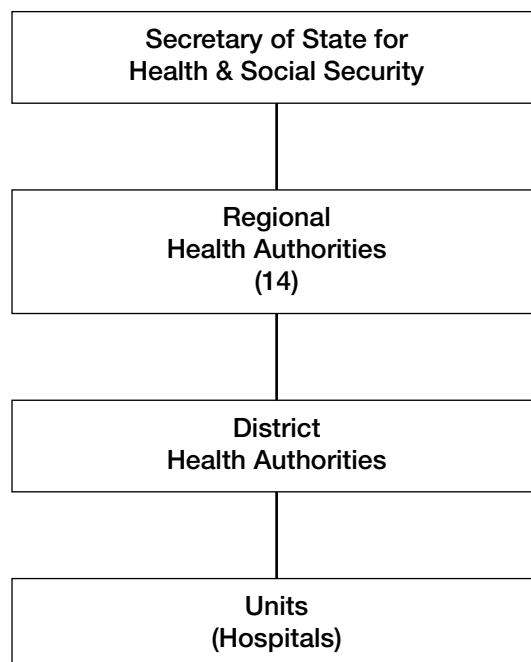 Secretary of State for
Health & Social Security
Regional
Health Authorities
(14)
District
Health Authorities
Units
(Hospitals)